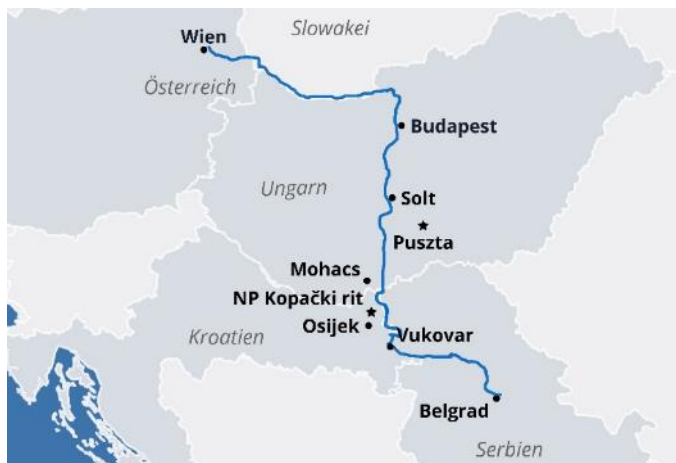 Slowakei
Wien
Österreich
Budapest
Ungarn
Solt
Puszta
Mohacs
NP Kopački rit
Osijek
Kroatien
Vukovar
Belgrad
Serbien